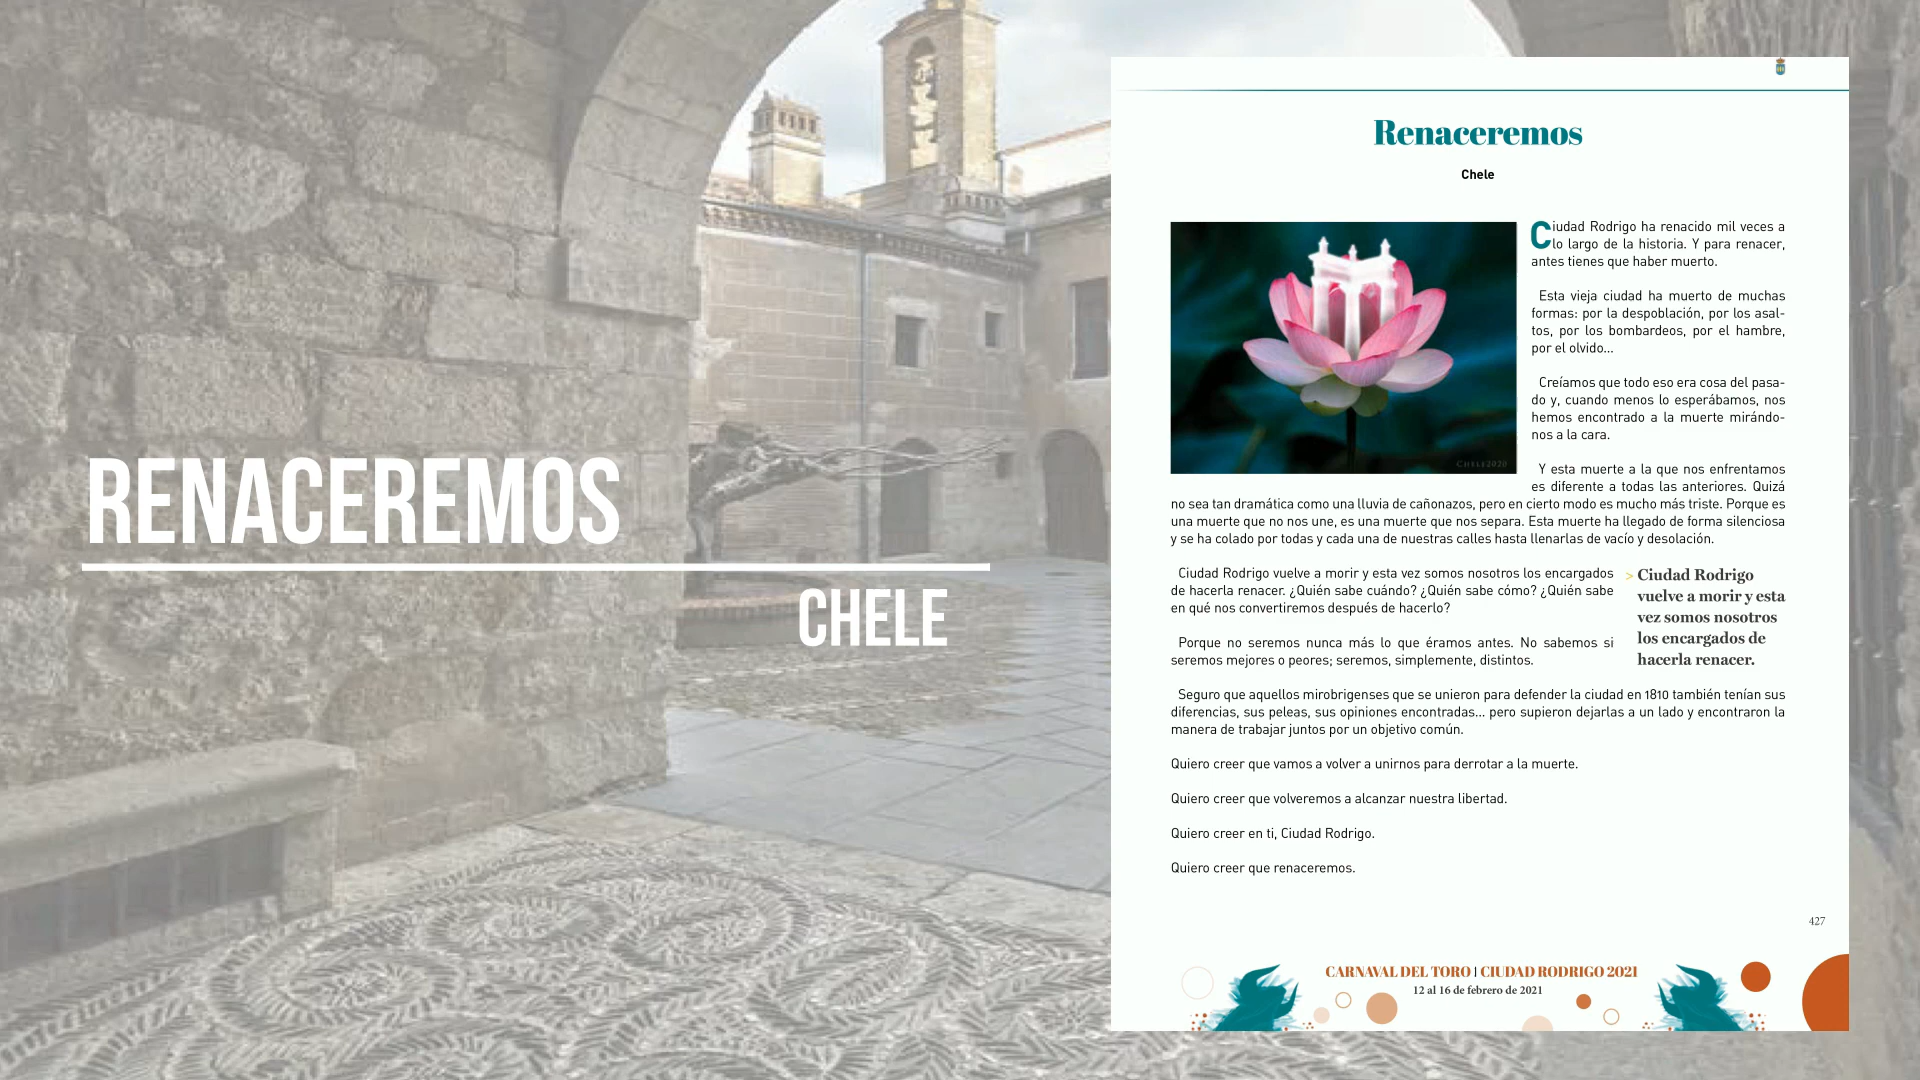 RENACEREMOS
CHELE
Renaceremos
Chele
CHELE2020
Ciudad Rodrigo ha renacido mil veces a
lo largo de la historia. Y para renacer,
antes tienes que haber muerto.
Esta vieja ciudad ha muerto de muchas
formas: por la despoblación, por los asal-
tos, por los bombardeos, por el hambre,
por el olvido...
Creíamos que todo eso era cosa del pasa-
do y, cuando menos lo esperábamos, nos
hemos encontrado a la muerte mirándo-
nos a la cara.
Y esta muerte a la que nos enfrentamos
es diferente a todas las anteriores. Quizá
no sea tan dramática como una lluvia de cañonazos, pero en cierto modo es mucho más triste. Porque es
una muerte que no nos une, es una muerte que nos separa. Esta muerte ha llegado de forma silenciosa
y se ha colado por todas y cada una de nuestras calles hasta llenarlas de vacío y desolación.
Ciudad Rodrigo vuelve a morir y esta vez somos nosotros los encargados
de hacerla renacer. ¿Quién sabe cuándo? ¿Quién sabe cómo? ¿Quién sabe
en qué nos convertiremos después de hacerlo?
Porque no seremos nunca más lo que éramos antes. No sabemos si
seremos mejores o peores; seremos, simplemente, distintos.
> Ciudad Rodrigo
vuelve a morir y esta
vez somos nosotros
los encargados de
hacerla renacer.
Seguro que aquellos mirobrigenses que se unieron para defender la ciudad en 1810 también tenían sus
diferencias, sus peleas, sus opiniones encontradas... pero supieron dejarlas a un lado y encontraron la
manera de trabajar juntos por un objetivo común.
Quiero creer que vamos a volver a unirnos para derrotar a la muerte.
Quiero creer que volveremos a alcanzar nuestra libertad.
Quiero creer en ti, Ciudad Rodrigo.
Quiero creer que renaceremos.
427
CARNAVAL DEL TORO | CIUDAD RODRIGO 2021
12 al 16 de febrero de 2021